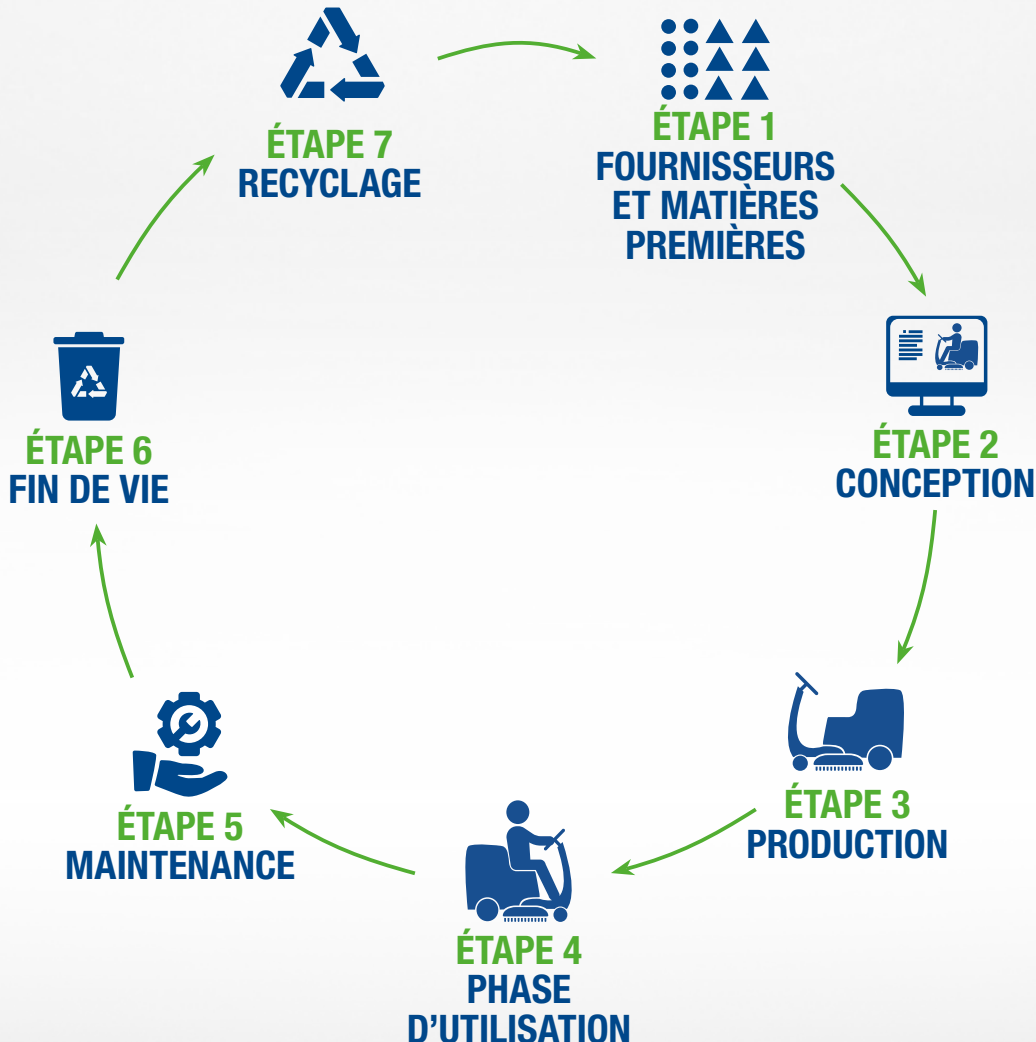 ÉTAPE 1
FOURNISSEURS
ET MATIÈRES
PREMIÈRES
ÉTAPE 2
CONCEPTION
ÉTAPE 3
PRODUCTION
ÉTAPE 4
PHASE
D'UTILISATION
ÉTAPE 5
MAINTENANCE
ÉTAPE 6
FIN DE VIE
ÉTAPE 7
RECYCLAGE